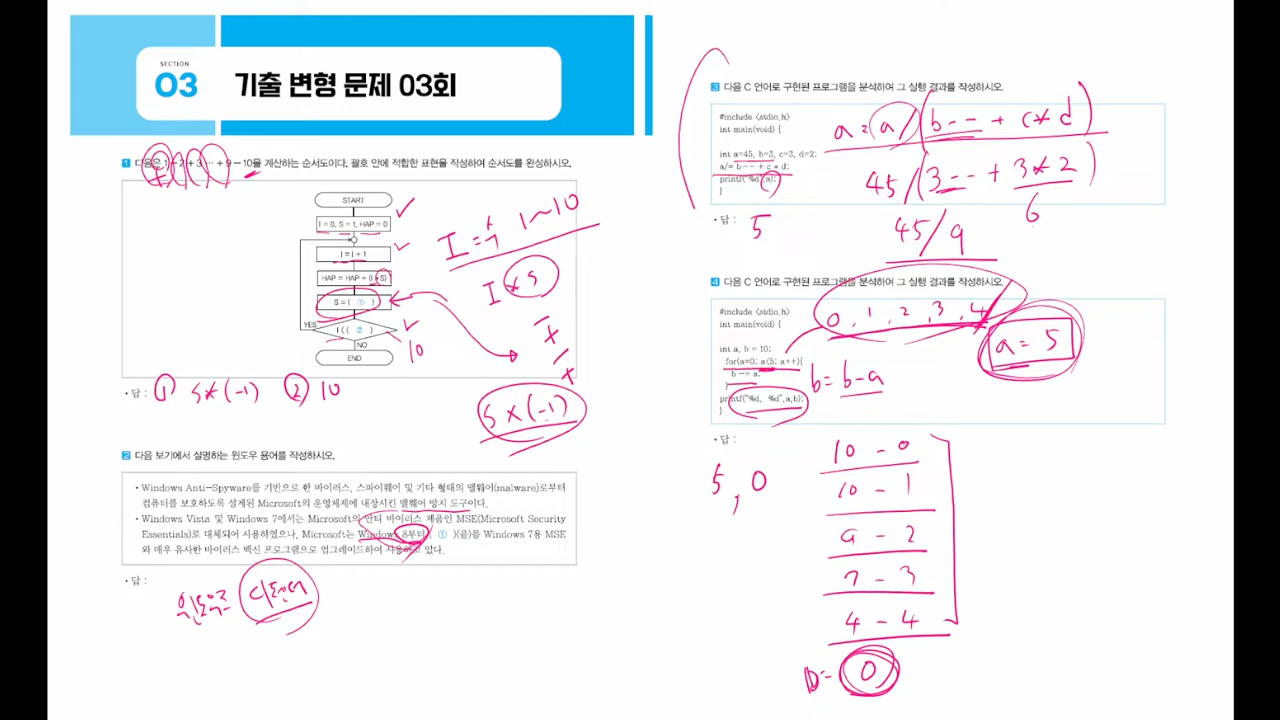 SECTION
03 기출 변형 문제 03회
1 다음은 1-2+3 … +9-10을 계산하는 순서도이다. 괄호 안에 적합한 표현을 작성하여 순서도를 완성하시오.
START
I = 0, S = 1, HAP = 0
I = I + 1
HAP = HAP + (I * S)
S = ( ① )
YES
I < ( ② )
NO
END
10
I = 1 1~10
I × S
S × (-1)
• 답 : ① S*(-1) ② 10
2 다음 보기에서 설명하는 윈도우 용어를 작성하시오.
• Windows Anti-Spyware를 기반으로 한 바이러스, 스파이웨어 및 기타 형태의 맬웨어(malware)로부터
컴퓨터를 보호하도록 설계된 Microsoft의 운영체제에 내장시킨 맬웨어 방지 도구이다.
• Windows Vista 및 Windows 7에서는 Microsoft의 안티 바이러스 제품인 MSE(Microsoft Security
Essentials)로 대체되어 사용하였으나, Microsoft는 Windows 8부터 ( ① )(을)를 Windows 7용 MSE
와 매우 유사한 바이러스 백신 프로그램으로 업그레이드하여 사용하고 있다.
• 답 :
윈도우 디펜더
3 다음 C 언어로 구현된 프로그램을 분석하여 그 실행 결과를 작성하시오.
#include <stdio.h>
int main(void) {
int a=45, b=3, c=3, d=2;
a/= b-- + c * d;
printf("%d",a);
}
a = a/(b-- + c * d)
45/(3-- + 3*2)
6
45/9
• 답 : 5
4 다음 C 언어로 구현된 프로그램을 분석하여 그 실행 결과를 작성하시오.
#include <stdio.h>
int main(void) {
int a, b = 10;
for(a=0; a<5; a++){
b -= a;
}
printf("%d, %d",a,b);
}
0, 1, 2, 3, 4
a = 5
b = b-a
• 답 :
5, 0
10 - 0
10 - 1
9 - 2
7 - 3
4 - 4
b = 0